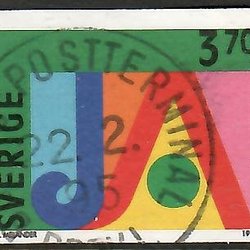 3.70
SVERIGE
JA
POSTTERMINAL
22. 2.
95